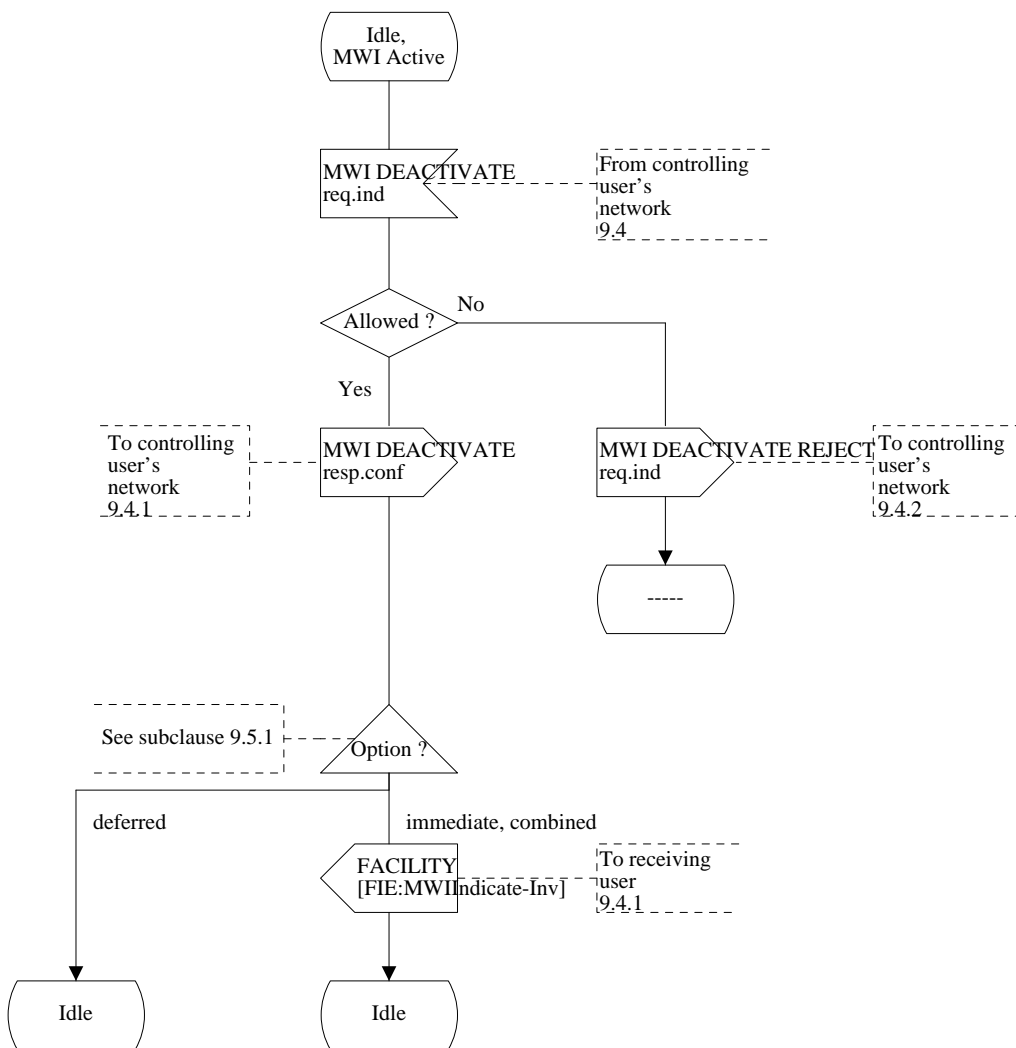 Idle,
MWI Active
MWI DEACTIVATE
req.ind
From controlling
user's
network
9.4
Allowed ?
No
Yes
To controlling
user's
network
9.4.1
MWI DEACTIVATE
resp.conf
MWI DEACTIVATE REJECT
req.ind
To controlling
user's
network
9.4.2
-----
See subclause 9.5.1
Option ?
deferred
immediate, combined
FACILITY
[FIE:MWIIndicate-Inv]
To receiving
user
9.4.1
Idle
Idle